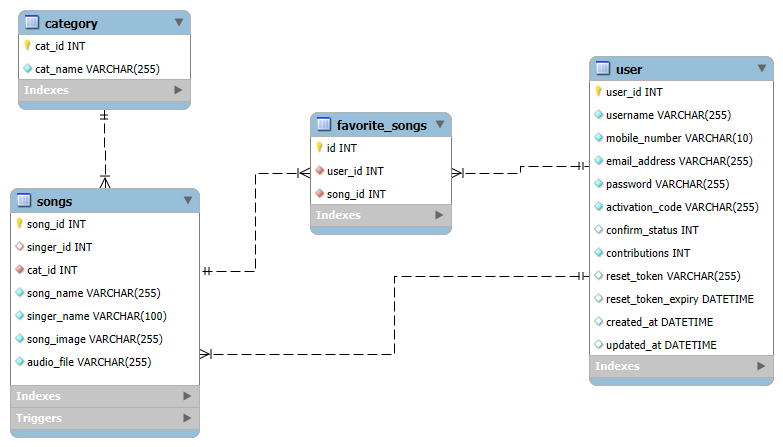 category
cat_id INT
cat_name VARCHAR(255)
Indexes
songs
song_id INT
singer_id INT
cat_id INT
song_name VARCHAR(255)
singer_name VARCHAR(100)
song_image VARCHAR(255)
audio_file VARCHAR(255)
Indexes
Triggers
favorite_songs
id INT
user_id INT
song_id INT
Indexes
user
user_id INT
username VARCHAR(255)
mobile_number VARCHAR(10)
email_address VARCHAR(255)
password VARCHAR(255)
activation_code VARCHAR(255)
confirm_status INT
contributions INT
reset_token VARCHAR(255)
reset_token_expiry DATETIME
created_at DATETIME
updated_at DATETIME
Indexes